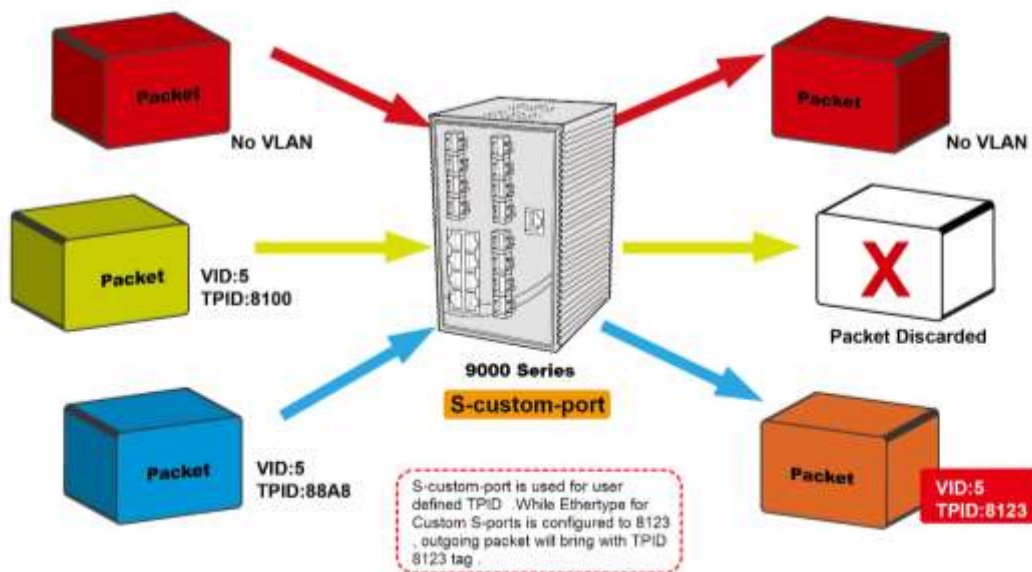 Packet
No VLAN
Packet
No VLAN
Packet
VID:5
TPID:8100
X
Packet Discarded
9000 Series
S-custom-port
Packet
VID:5
TPID:88A8
S-custom-port is used for user
defined TPID .While Ethertype for
Custom S-ports is configured to 8123
, outgoing packet will bring with TPID
8123 tag .
Packet
VID:5
TPID:8123